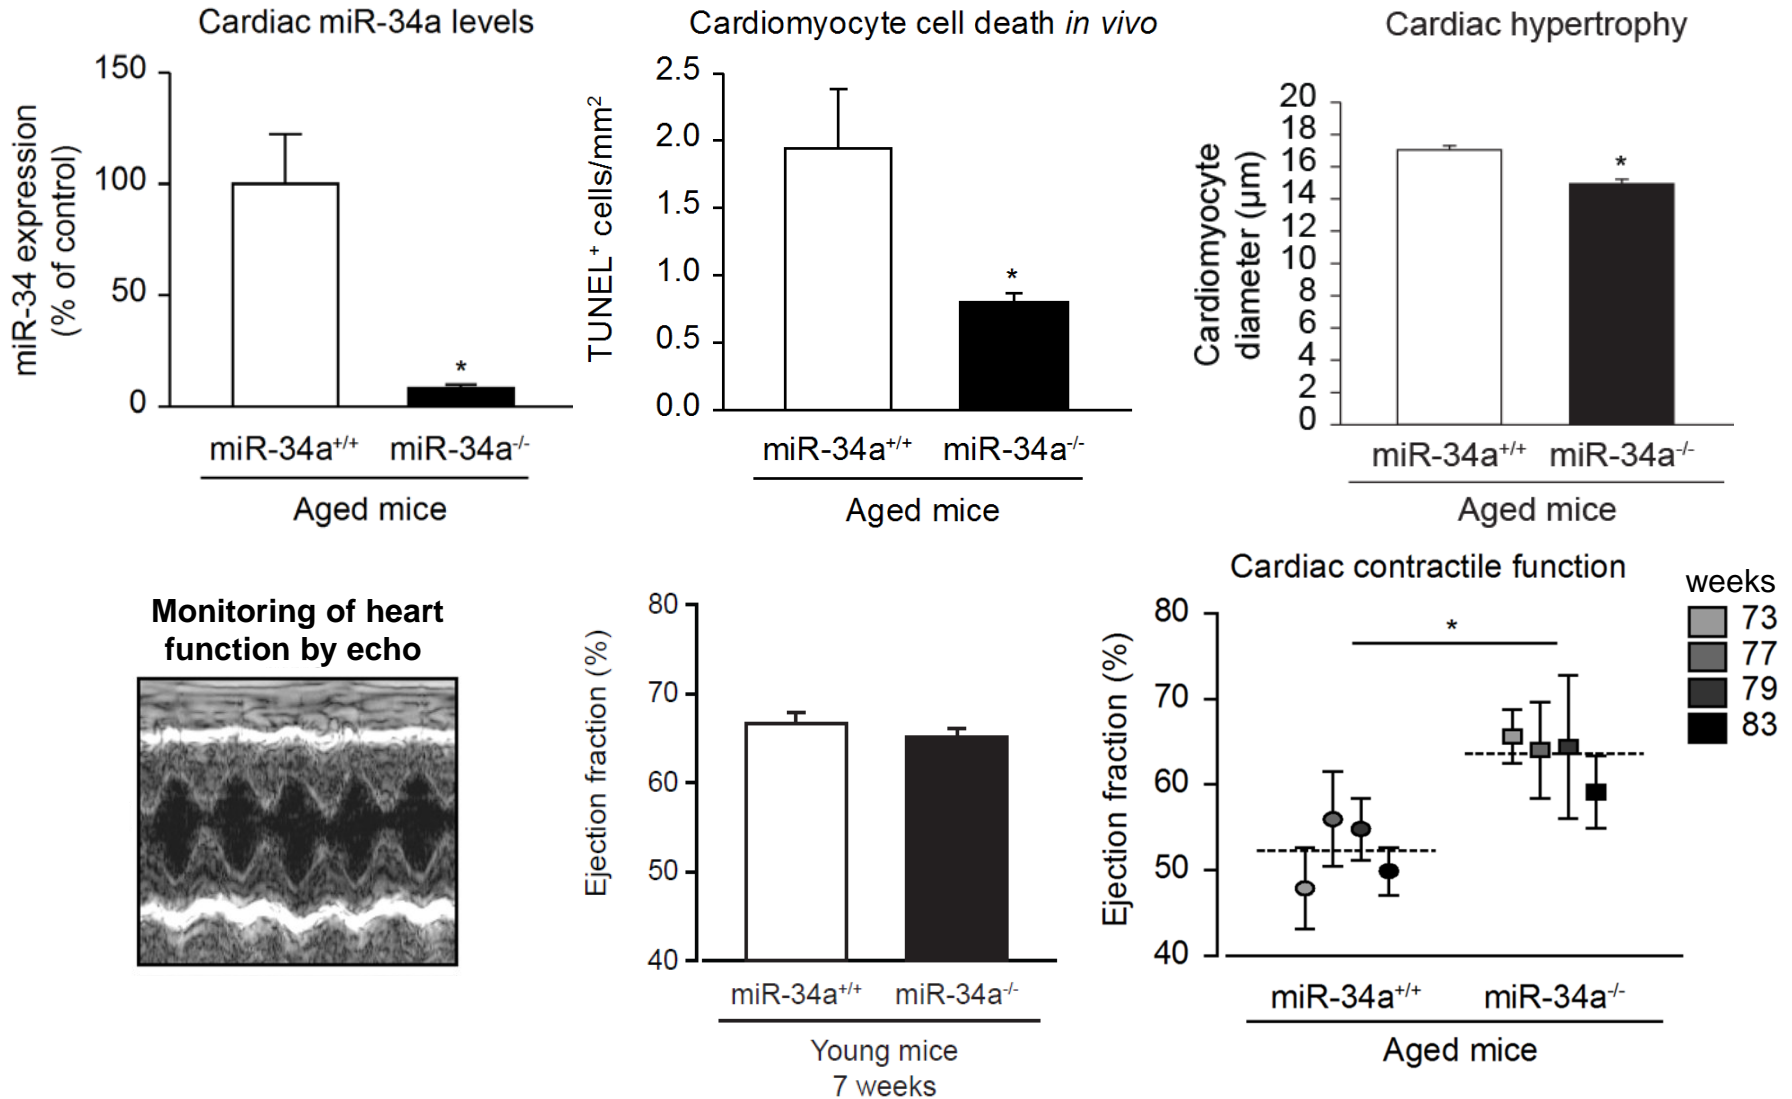 Cardiac miR-34a levels
miR-34 expression
(% of control)
150
100
50
0
*
miR-34a+/+ miR-34a-/-
Aged mice
Cardiomyocyte cell death in vivo
TUNEL+ cells/mm2
2.5
2.0
1.5
1.0
0.5
0.0
*
miR-34a+/+ miR-34a-/-
Aged mice
Cardiac hypertrophy
Cardiomyocyte
diameter (µm)
20
18
16
14
12
10
8
6
4
2
0
*
miR-34a+/+ miR-34a-/-
Aged mice
Monitoring of heart
function by echo
Ejection fraction (%)
80
70
60
50
40
miR-34a+/+ miR-34a-/-
Young mice
7 weeks
Cardiac contractile function
Ejection fraction (%)
80
70
60
50
40
*
weeks
73
77
79
83
miR-34a+/+ miR-34a-/-
Aged mice